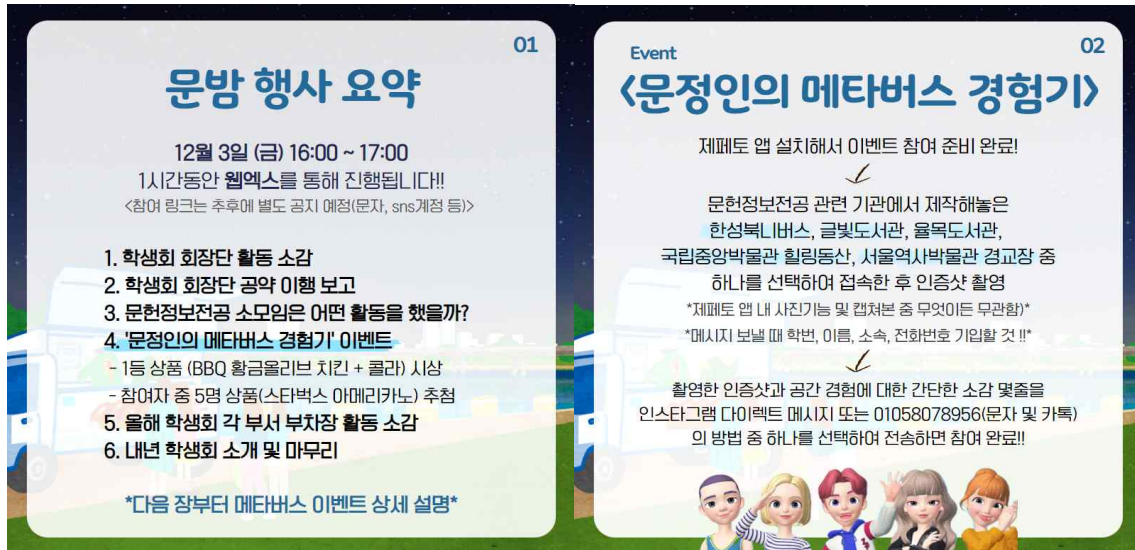 01
문밤 행사 요약
12월 3일 (금) 16:00 ~ 17:00
1시간동안 웹엑스를 통해 진행됩니다!!
<참여 링크는 추후에 별도 공지 예정(문자, sns계정 등)>
1. 학생회 회장단 활동 소감
2. 학생회 회장단 공약 이행 보고
3. 문헌정보전공 소모임은 어떤 활동을 했을까?
4. '문정인의 메타버스 경험기' 이벤트
- 1등 상품 (BBQ 황금올리브 치킨 + 콜라) 시상
- 참여자 중 5명 상품(스타벅스 아메리카노) 추첨
5. 올해 학생회 각 부서 부차장 활동 소감
6. 내년 학생회 소개 및 마무리
*다음 장부터 메타버스 이벤트 상세 설명*
02
Event
<문정인의 메타버스 경험기>
제페토 앱 설치해서 이벤트 참여 준비 완료!
문헌정보전공 관련 기관에서 제작해놓은
한성북니버스, 글빛도서관, 율목도서관,
국립중앙박물관 힐링동산, 서울역사박물관 경교장 중
하나를 선택하여 접속한 후 인증샷 촬영
*제페토 앱 내 사진기능 및 캡쳐본 중 무엇이든 무관함)*
*메시지 보낼 때 학번, 이름, 소속, 전화번호 기입할 것 !!*
촬영한 인증샷과 공간 경험에 대한 간단한 소감 몇줄을
인스타그램 다이렉트 메시지 또는 01058078956(문자 및 카톡)
의 방법 중 하나를 선택하여 전송하면 참여 완료!!